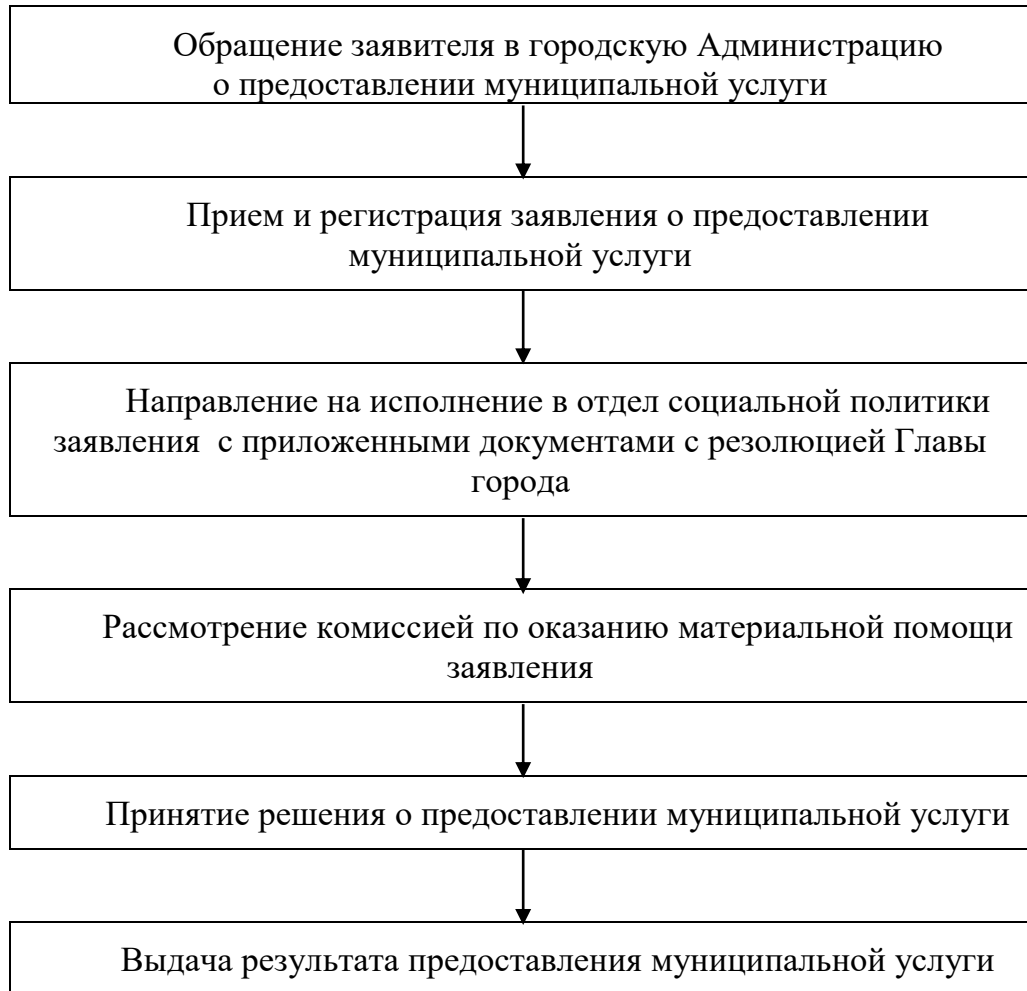 Обращение заявителя в городскую Администрацию
о предоставлении муниципальной услуги
Прием и регистрация заявления о предоставлении
муниципальной услуги
Направление на исполнение в отдел социальной политики
заявления с приложенными документами с резолюцией Главы
города
Рассмотрение комиссией по оказанию материальной помощи
заявления
Принятие решения о предоставлении муниципальной услуги
Выдача результата предоставления муниципальной услуги